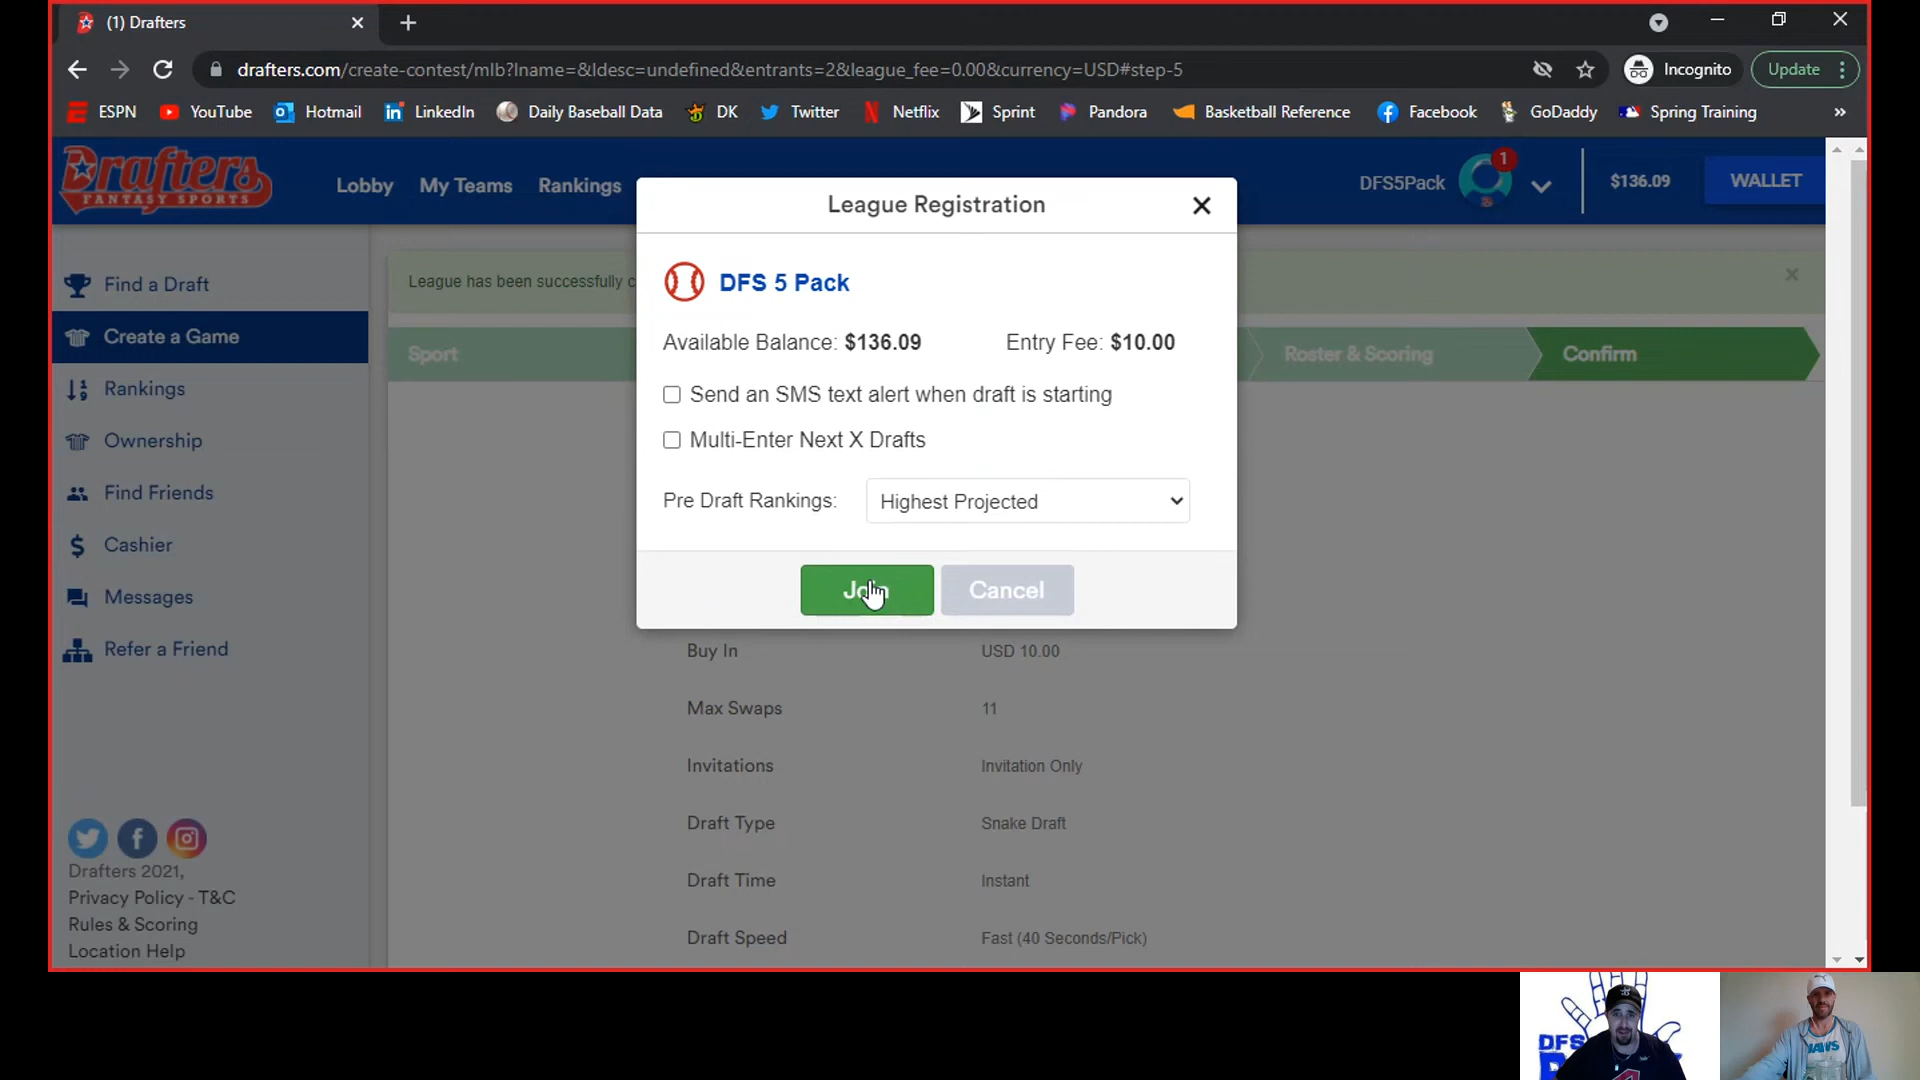 (1) Drafters
drafters.com/create-contest/mlb?lname=&ldesc=undefined&entrants=2&league_fee=0.00&currency=USD#step-5
Incognito
Update
ESPN YouTube Hotmail LinkedIn Daily Baseball Data DK Twitter Netflix Sprint Pandora Basketball Reference Facebook GoDaddy Spring Training »
Drafters
FANTASY SPORTS
Lobby My Teams Rankings
DFS5Pack 1 $136.09 WALLET
League Registration
DFS 5 Pack
Available Balance: $136.09 Entry Fee: $10.00
Send an SMS text alert when draft is starting
Multi-Enter Next X Drafts
Pre Draft Rankings: Highest Projected
Join Cancel
Find a Draft
Create a Game
Rankings
Ownership
Find Friends
Cashier
Messages
Refer a Friend
League has been successfully c
Sport Roster & Scoring Confirm
Buy In USD 10.00
Max Swaps 11
Invitations Invitation Only
Draft Type Snake Draft
Draft Time Instant
Draft Speed Fast (40 Seconds/Pick)
Drafters 2021,
Privacy Policy - T&C
Rules & Scoring
Location Help
DFS